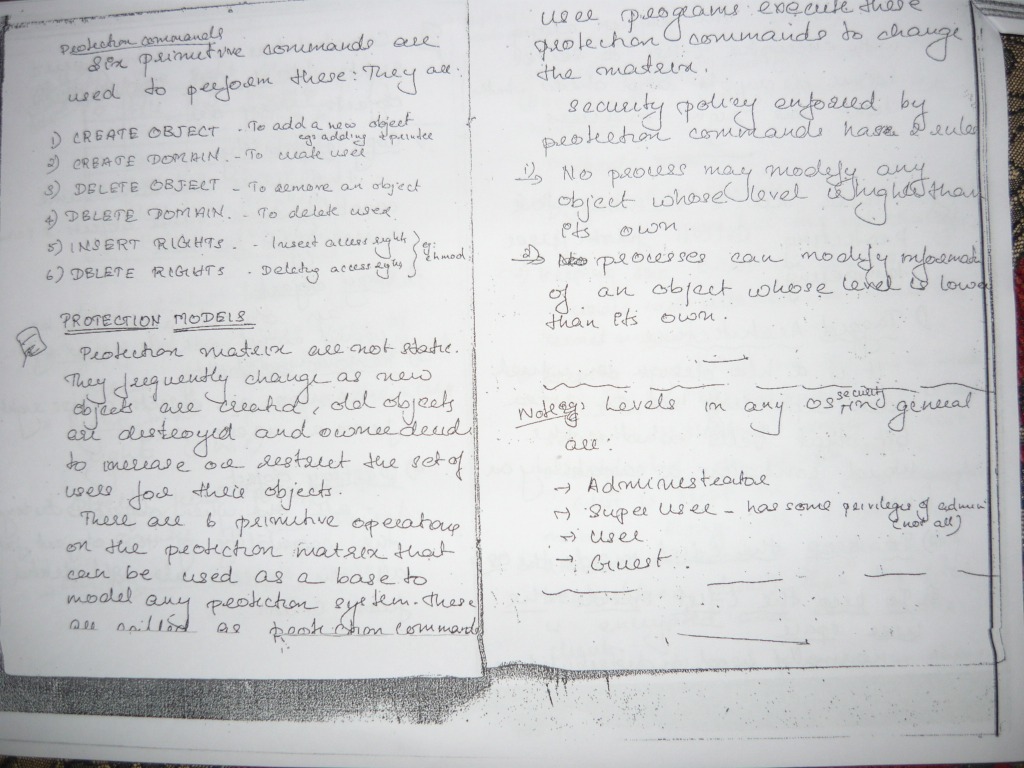 Protection commands
Six primitive commands are
used to perform these: They are:
1) CREATE OBJECT - To add a new object
eg: adding printer
2) CREATE DOMAIN. - To create user
3) DELETE OBJECT - To remove an object
4) DELETE DOMAIN. - To delete user
5) INSERT RIGHTS. - Insert access rights
6) DELETE RIGHTS. Deleting access rights
eg:
chmod.
PROTECTION MODELS
Protection matrix are not static.
They frequently change as new
objects are created, old objects
are destroyed and owner decide
to increase or restrict the set of
users for their objects.
There are 6 primitive operations
on the protection matrix that
can be used as a base to
model any protection system. These
are called as protection commands
user programs execute these
protection commands to change
the matrix.
Security policy enforced by
protection commands has 2 rules
1) No process may modify any
object whose level is higher than
its own.
2) processes can modify informati
of an object whose level is lowe
than its own.
Note: eg: Levels in any OS security in general
are:
→ Administrator
→ Super User - has some privileges of admini
not all)
→ User
→ Guest.